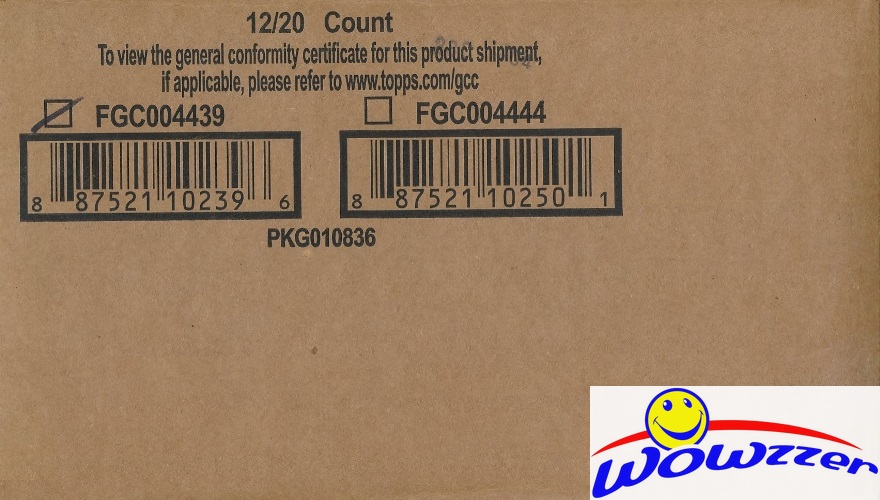 12/20 Count
To view the general conformity certificate for this product shipment,
if applicable, please refer to www.topps.com/gcc
FGC004439 FGC004444
8 87521 10239 6 8 87521 10250 1
PKG010836
wowzzer